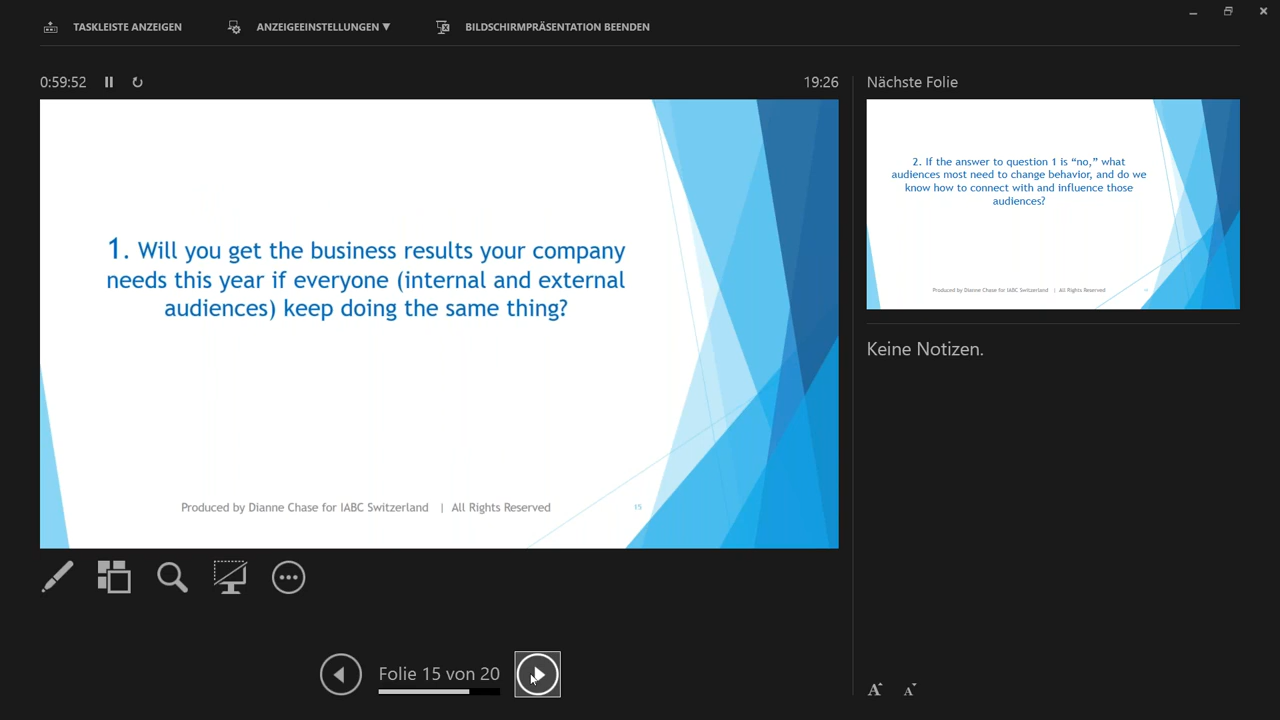 TASKLEISTE ANZEIGEN
ANZEIGEEINSTELLUNGEN ▼
BILDSCHIRMPRÄSENTATION BEENDEN
0:59:52
19:26
1. Will you get the business results your company
needs this year if everyone (internal and external
audiences) keep doing the same thing?
Produced by Dianne Chase for IABC Switzerland | All Rights Reserved
15
Folie 15 von 20
Nächste Folie
2. If the answer to question 1 is “no,” what
audiences most need to change behavior, and do we
know how to connect with and influence those
audiences?
Produced by Dianne Chase for IABC Switzerland | All Rights Reserved
Keine Notizen.
A A